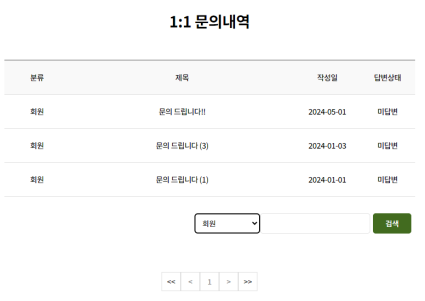 1:1 문의내역
분류 제목 작성일 답변상태
회원 문의 드립니다!! 2024-05-01 미답변
회원 문의 드립니다 (3) 2024-01-03 미답변
회원 문의 드립니다 (1) 2024-01-01 미답변
회원 검색
<< < 1 > >>